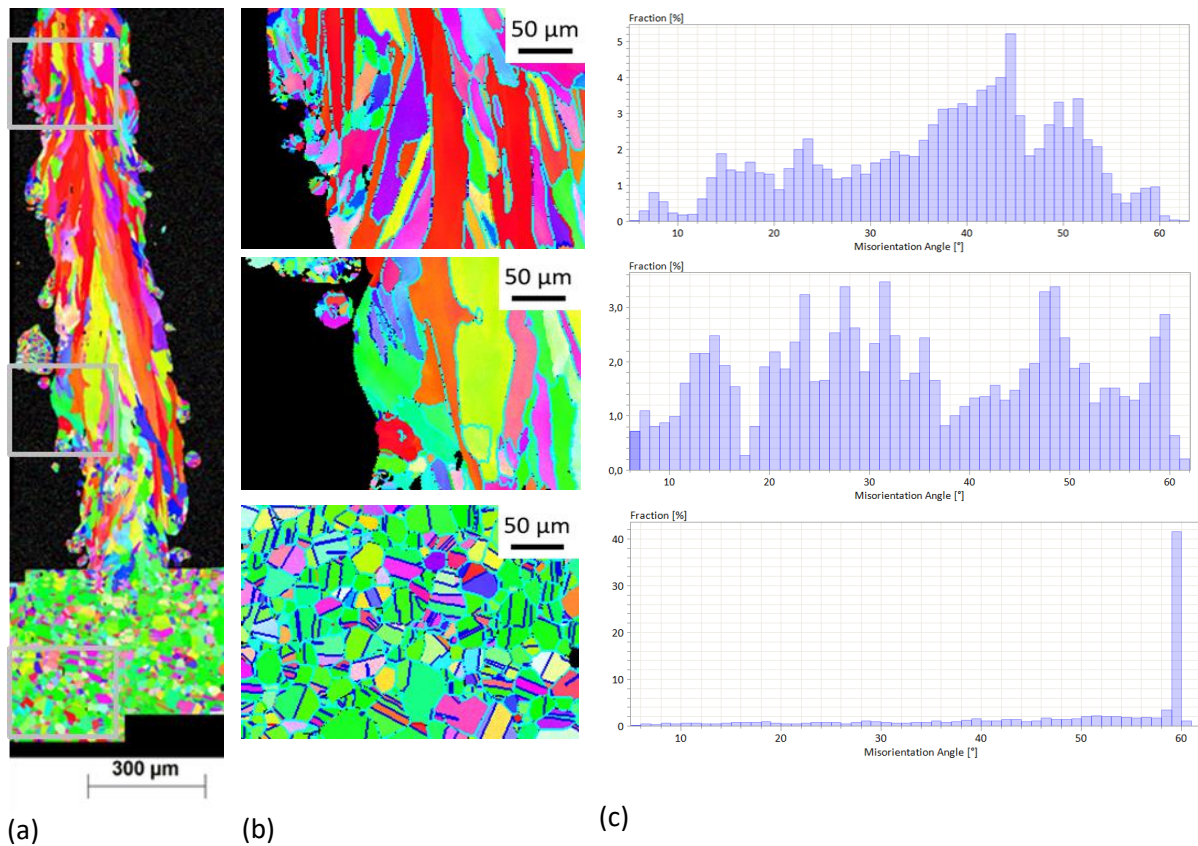 300 µm
(a)
50 µm
50 µm
50 µm
(b)
Fraction [%]
5
4
3
2
1
0
10 20 30 40 50 60
Misorientation Angle [°]
Fraction [%]
3,0
2,0
1,0
0,0
10 20 30 40 50 60
Misorientation Angle [°]
Fraction [%]
40
30
20
10
0
10 20 30 40 50 60
Misorientation Angle [°]
(c)